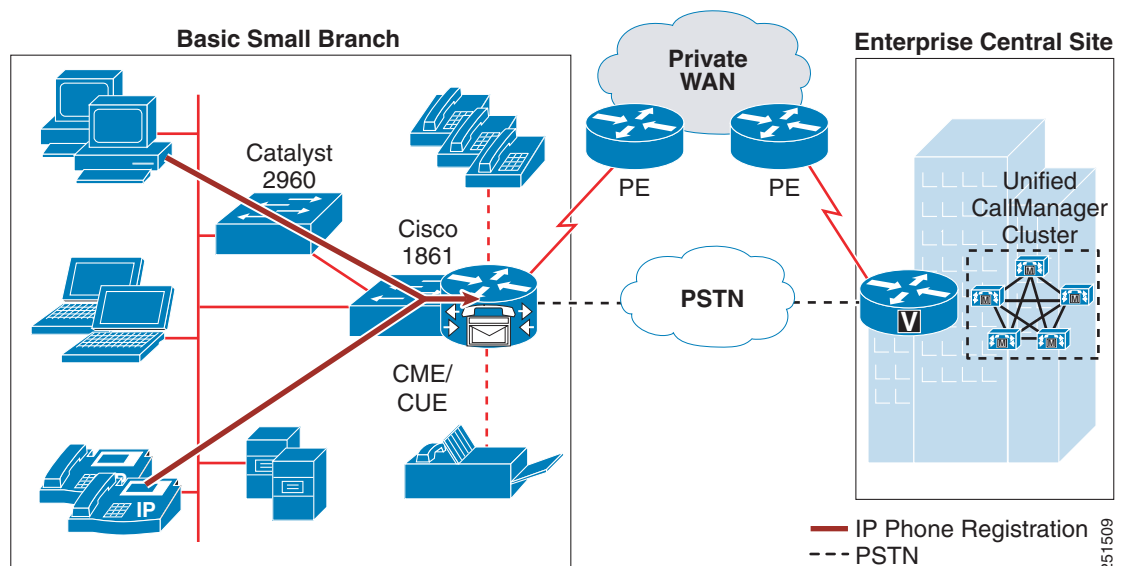 Basic Small Branch
Enterprise Central Site
Private
WAN
Catalyst
2960
Cisco
1861
PE
PE
Unified
CallManager
Cluster
M
M
M
M
M
PSTN
V
CME/
CUE
IP
IP Phone Registration
PSTN
251509